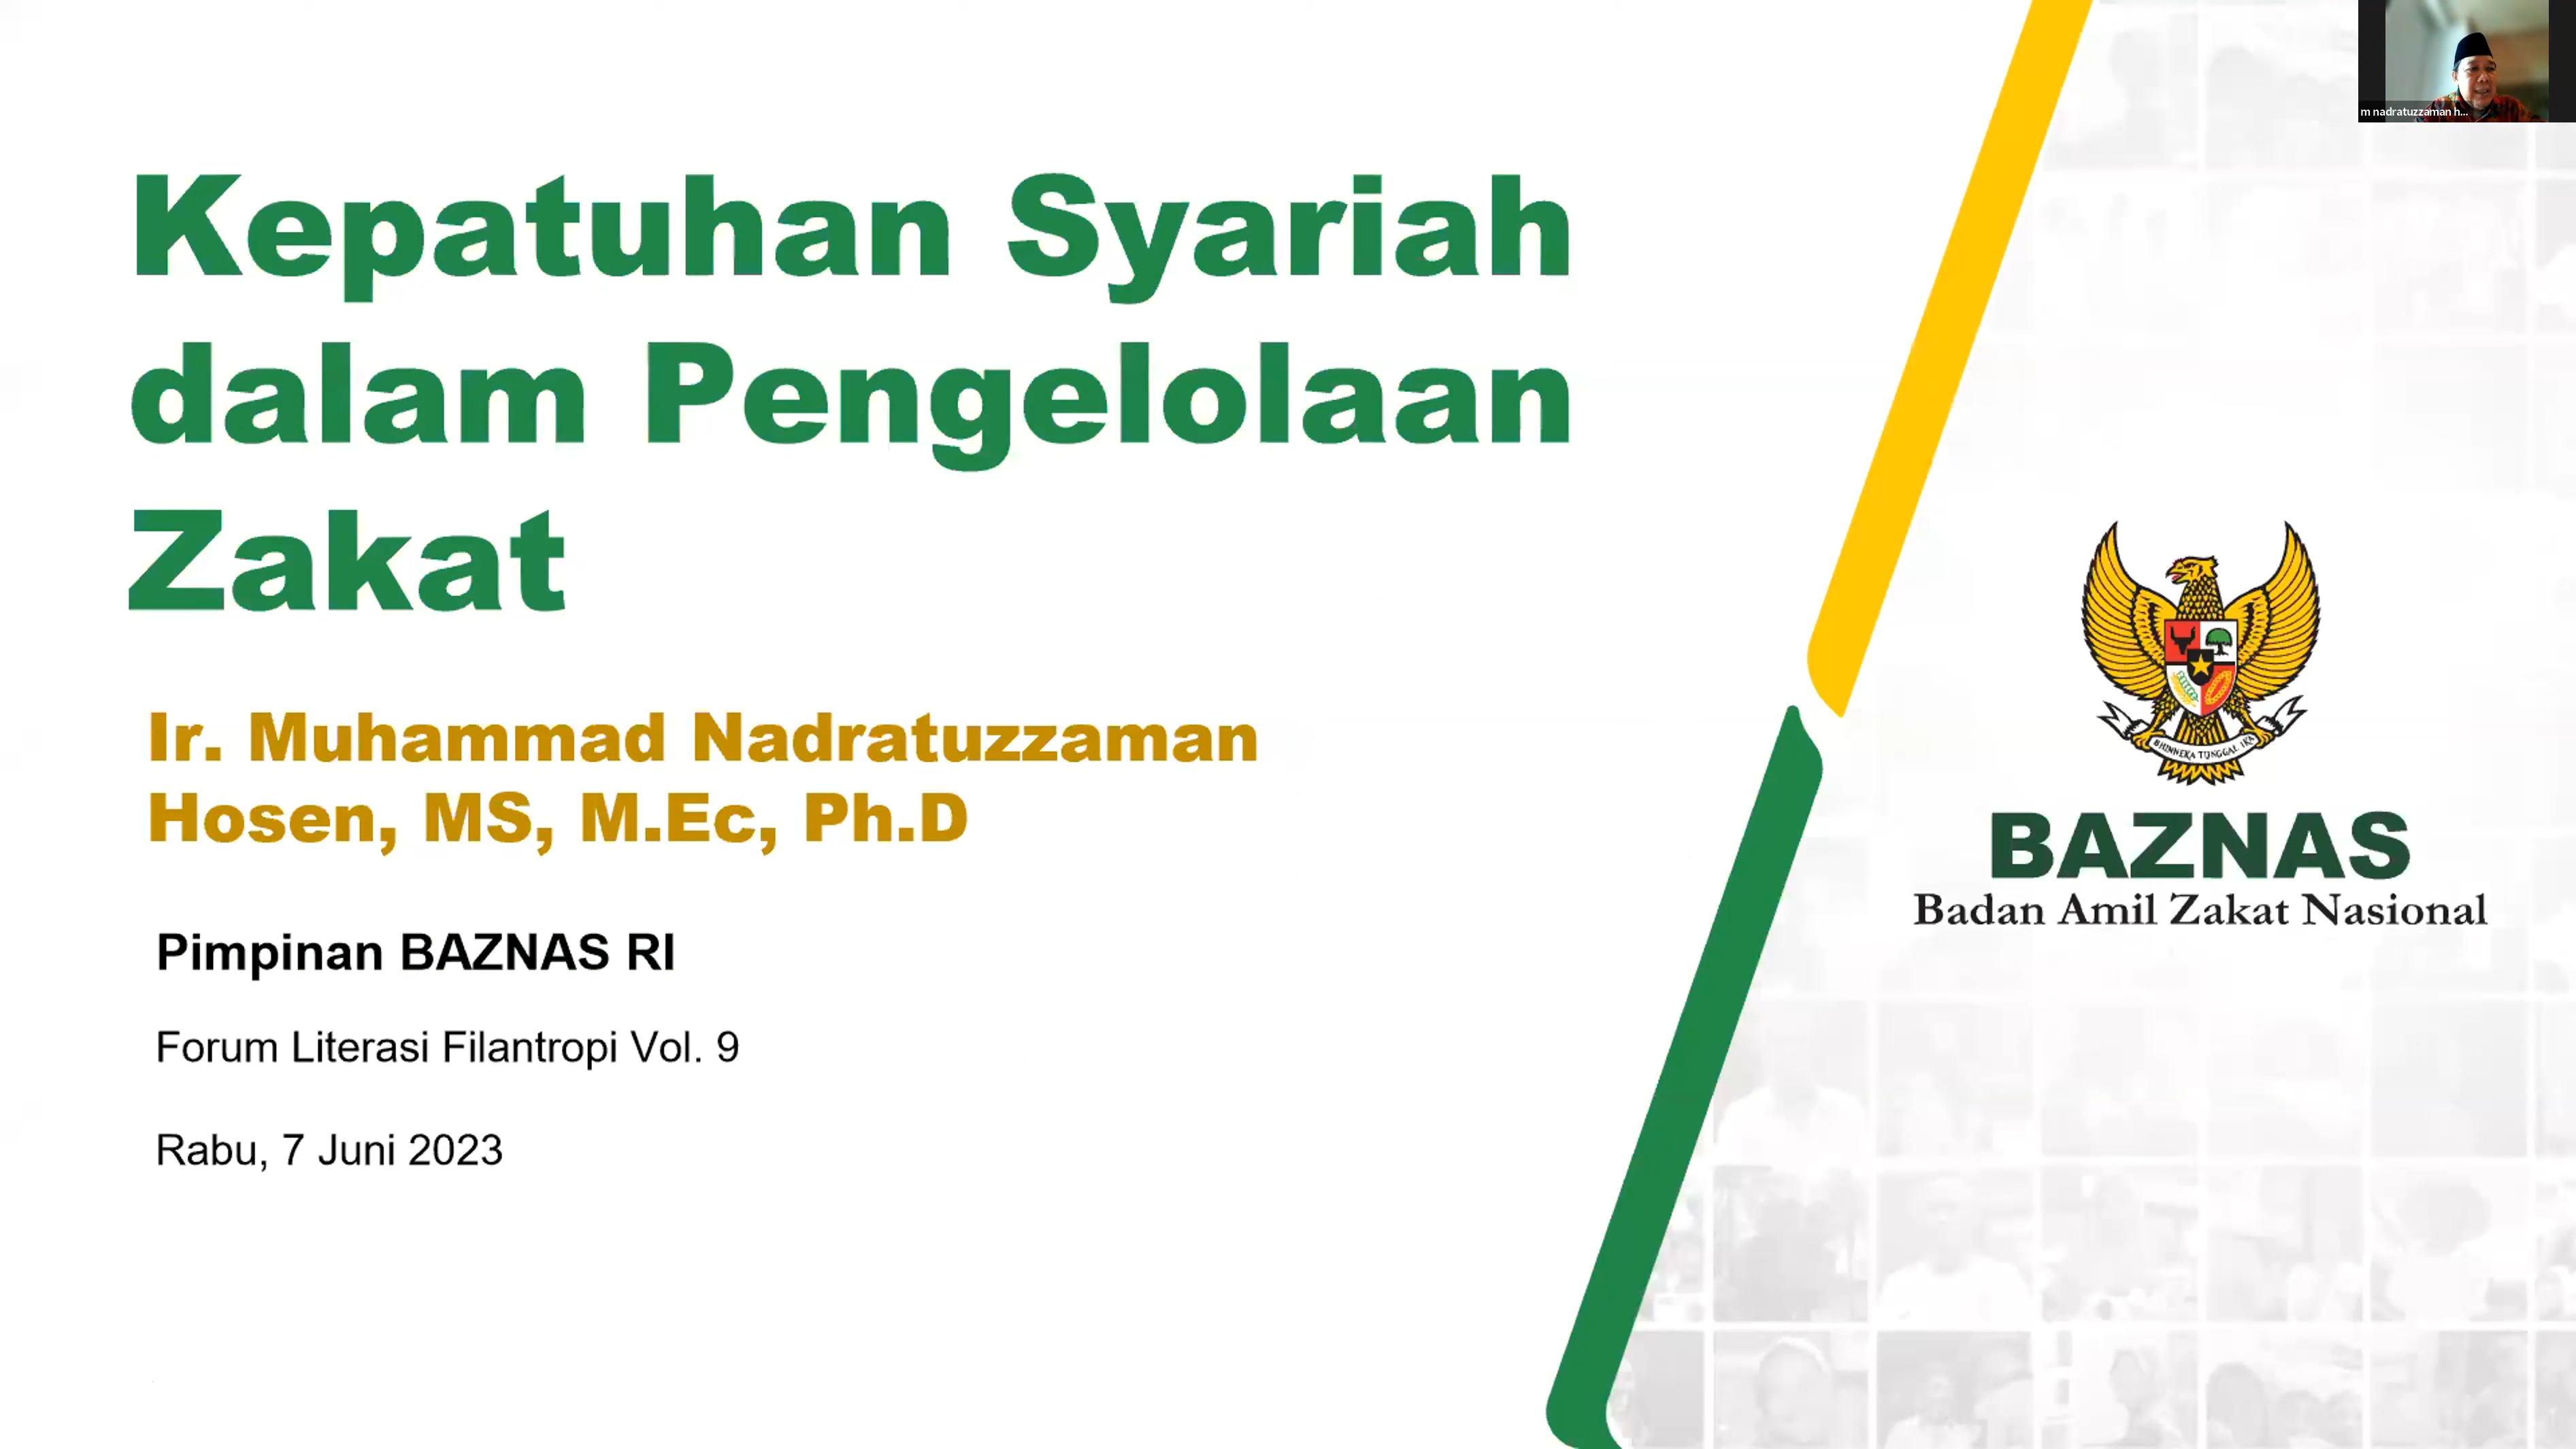 m nadratuzzaman h...
Kepatuhan Syariah
dalam Pengelolaan
Zakat
Ir. Muhammad Nadratuzzaman
Hosen, MS, M.Ec, Ph.D
Pimpinan BAZNAS RI
Forum Literasi Filantropi Vol. 9
Rabu, 7 Juni 2023
BHINNEKA TUNGGAL IKA
BAZNAS
Badan Amil Zakat Nasional